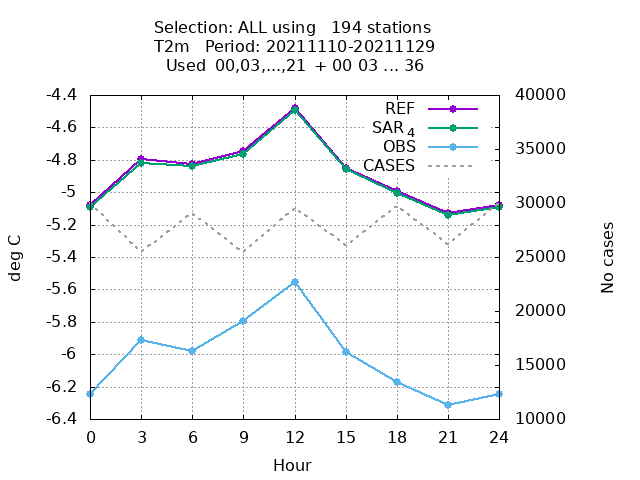 Selection: ALL using   194 stations
T2m   Period: 20211110-20211129
Used  00,03,...,21 + 00 03 ... 36
-4.4
-4.6
-4.8
-5
-5.2
-5.4
-5.6
-5.8
-6
-6.2
-6.4
deg C
REF
SAR4
OBS
CASES
40000
35000
30000
25000
20000
15000
10000
No cases
0 3 6 9 12 15 18 21 24
Hour